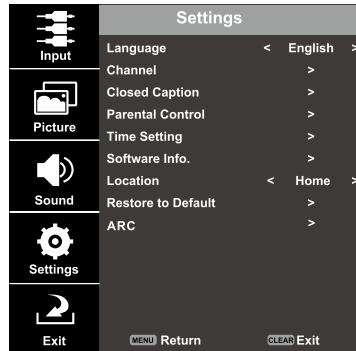 Settings
Input
Picture
Sound
Settings
Exit
Language < English >
Channel >
Closed Caption >
Parental Control >
Time Setting >
Software Info. >
Location < Home >
Restore to Default >
ARC >
MENU Return CLEAR Exit